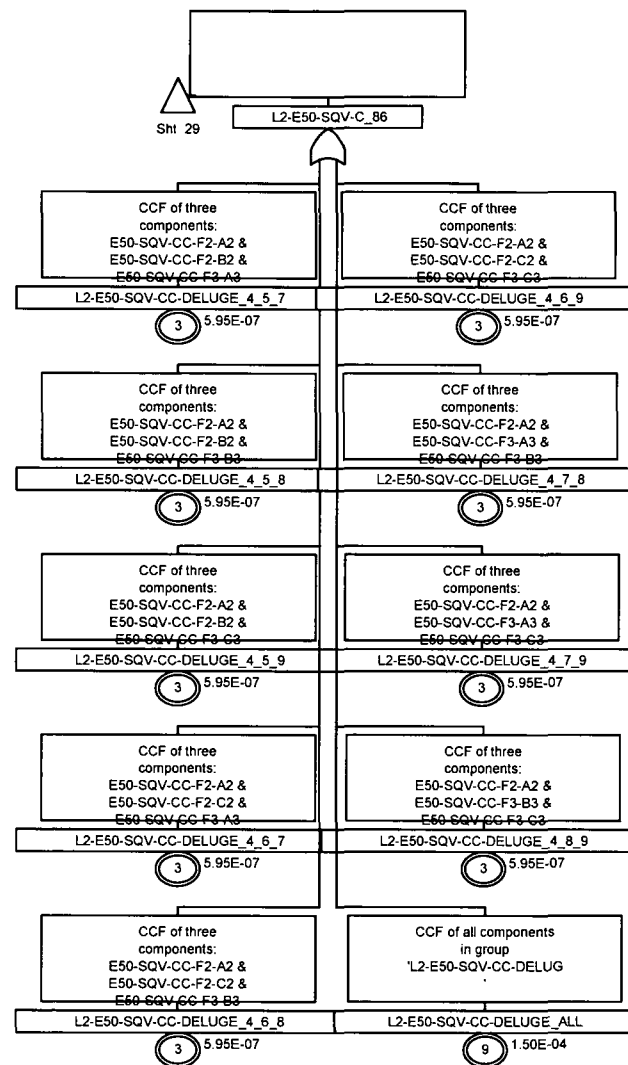 Sht 29
L2-E50-SQV-C_86
CCF of three
components:
E50-SQV-CC-F2-A2 &
E50-SQV-CC-F2-B2 &
E50-SQV-CC-F3-A3
L2-E50-SQV-CC-DELUGE_4_5_7
3
5.95E-07
CCF of three
components:
E50-SQV-CC-F2-A2 &
E50-SQV-CC-F2-C2 &
E50-SQV-CC-F3-C3
L2-E50-SQV-CC-DELUGE_4_6_9
3
5.95E-07
CCF of three
components:
E50-SQV-CC-F2-A2 &
E50-SQV-CC-F2-B2 &
E50-SQV-CC-F3-B3
L2-E50-SQV-CC-DELUGE_4_5_8
3
5.95E-07
CCF of three
components:
E50-SQV-CC-F2-A2 &
E50-SQV-CC-F3-A3 &
E50-SQV-CC-F3-B3
L2-E50-SQV-CC-DELUGE_4_7_8
3
5.95E-07
CCF of three
components:
E50-SQV-CC-F2-A2 &
E50-SQV-CC-F2-B2 &
E50-SQV-CC-F3-C3
L2-E50-SQV-CC-DELUGE_4_5_9
3
5.95E-07
CCF of three
components:
E50-SQV-CC-F2-A2 &
E50-SQV-CC-F3-A3 &
E50-SQV-CC-F3-C3
L2-E50-SQV-CC-DELUGE_4_7_9
3
5.95E-07
CCF of three
components:
E50-SQV-CC-F2-A2 &
E50-SQV-CC-F2-C2 &
E50-SQV-CC-F3-A3
L2-E50-SQV-CC-DELUGE_4_6_7
3
5.95E-07
CCF of three
components:
E50-SQV-CC-F2-A2 &
E50-SQV-CC-F3-B3 &
E50-SQV-CC-F3-C3
L2-E50-SQV-CC-DELUGE_4_8_9
3
5.95E-07
CCF of three
components:
E50-SQV-CC-F2-A2 &
E50-SQV-CC-F2-C2 &
E50-SQV-CC-F3-B3
L2-E50-SQV-CC-DELUGE_4_6_8
3
5.95E-07
CCF of all components
in group
'L2-E50-SQV-CC-DELUG
'
L2-E50-SQV-CC-DELUGE_ALL
9
1.50E-04